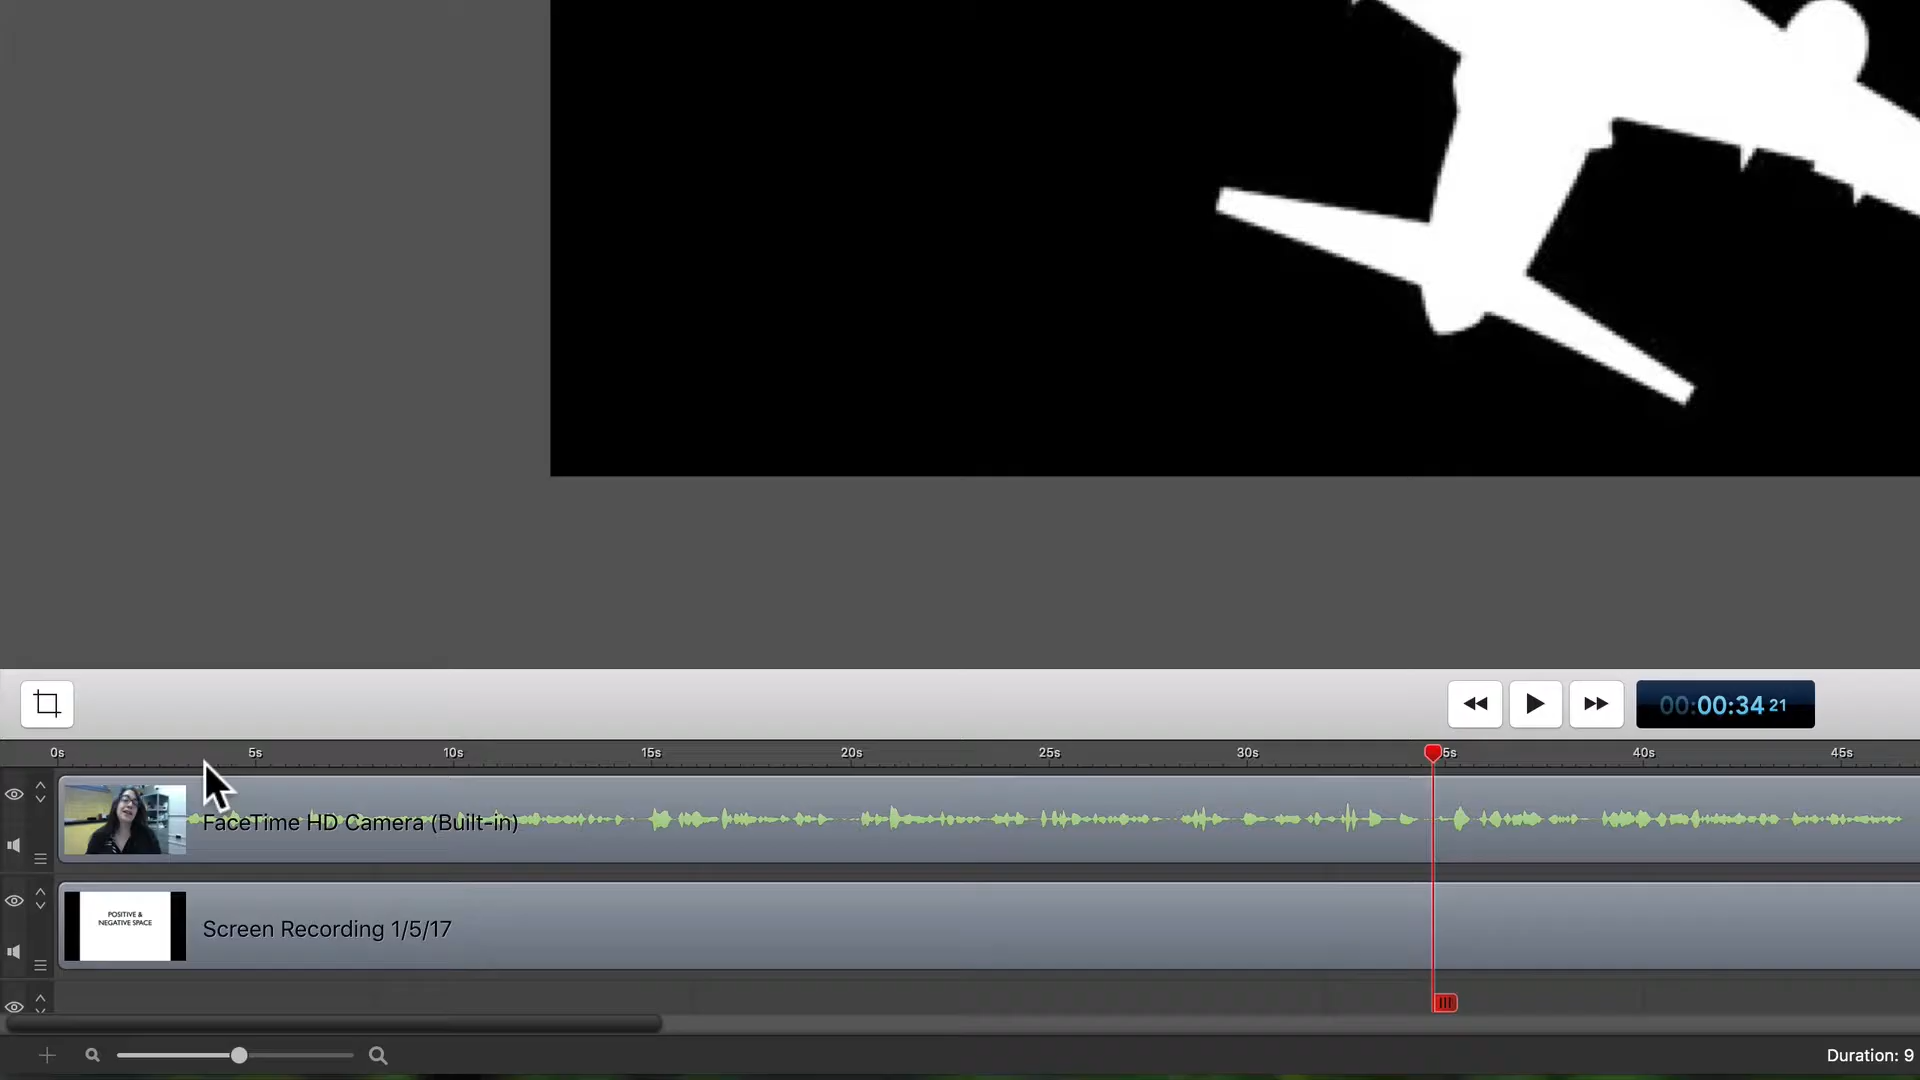 00:00:34 21
0s 5s 10s 15s 20s 25s 30s 5s 40s 45s
FaceTime HD Camera (Built-in)
POSITIVE &
NEGATIVE SPACE
Screen Recording 1/5/17
Duration: 9